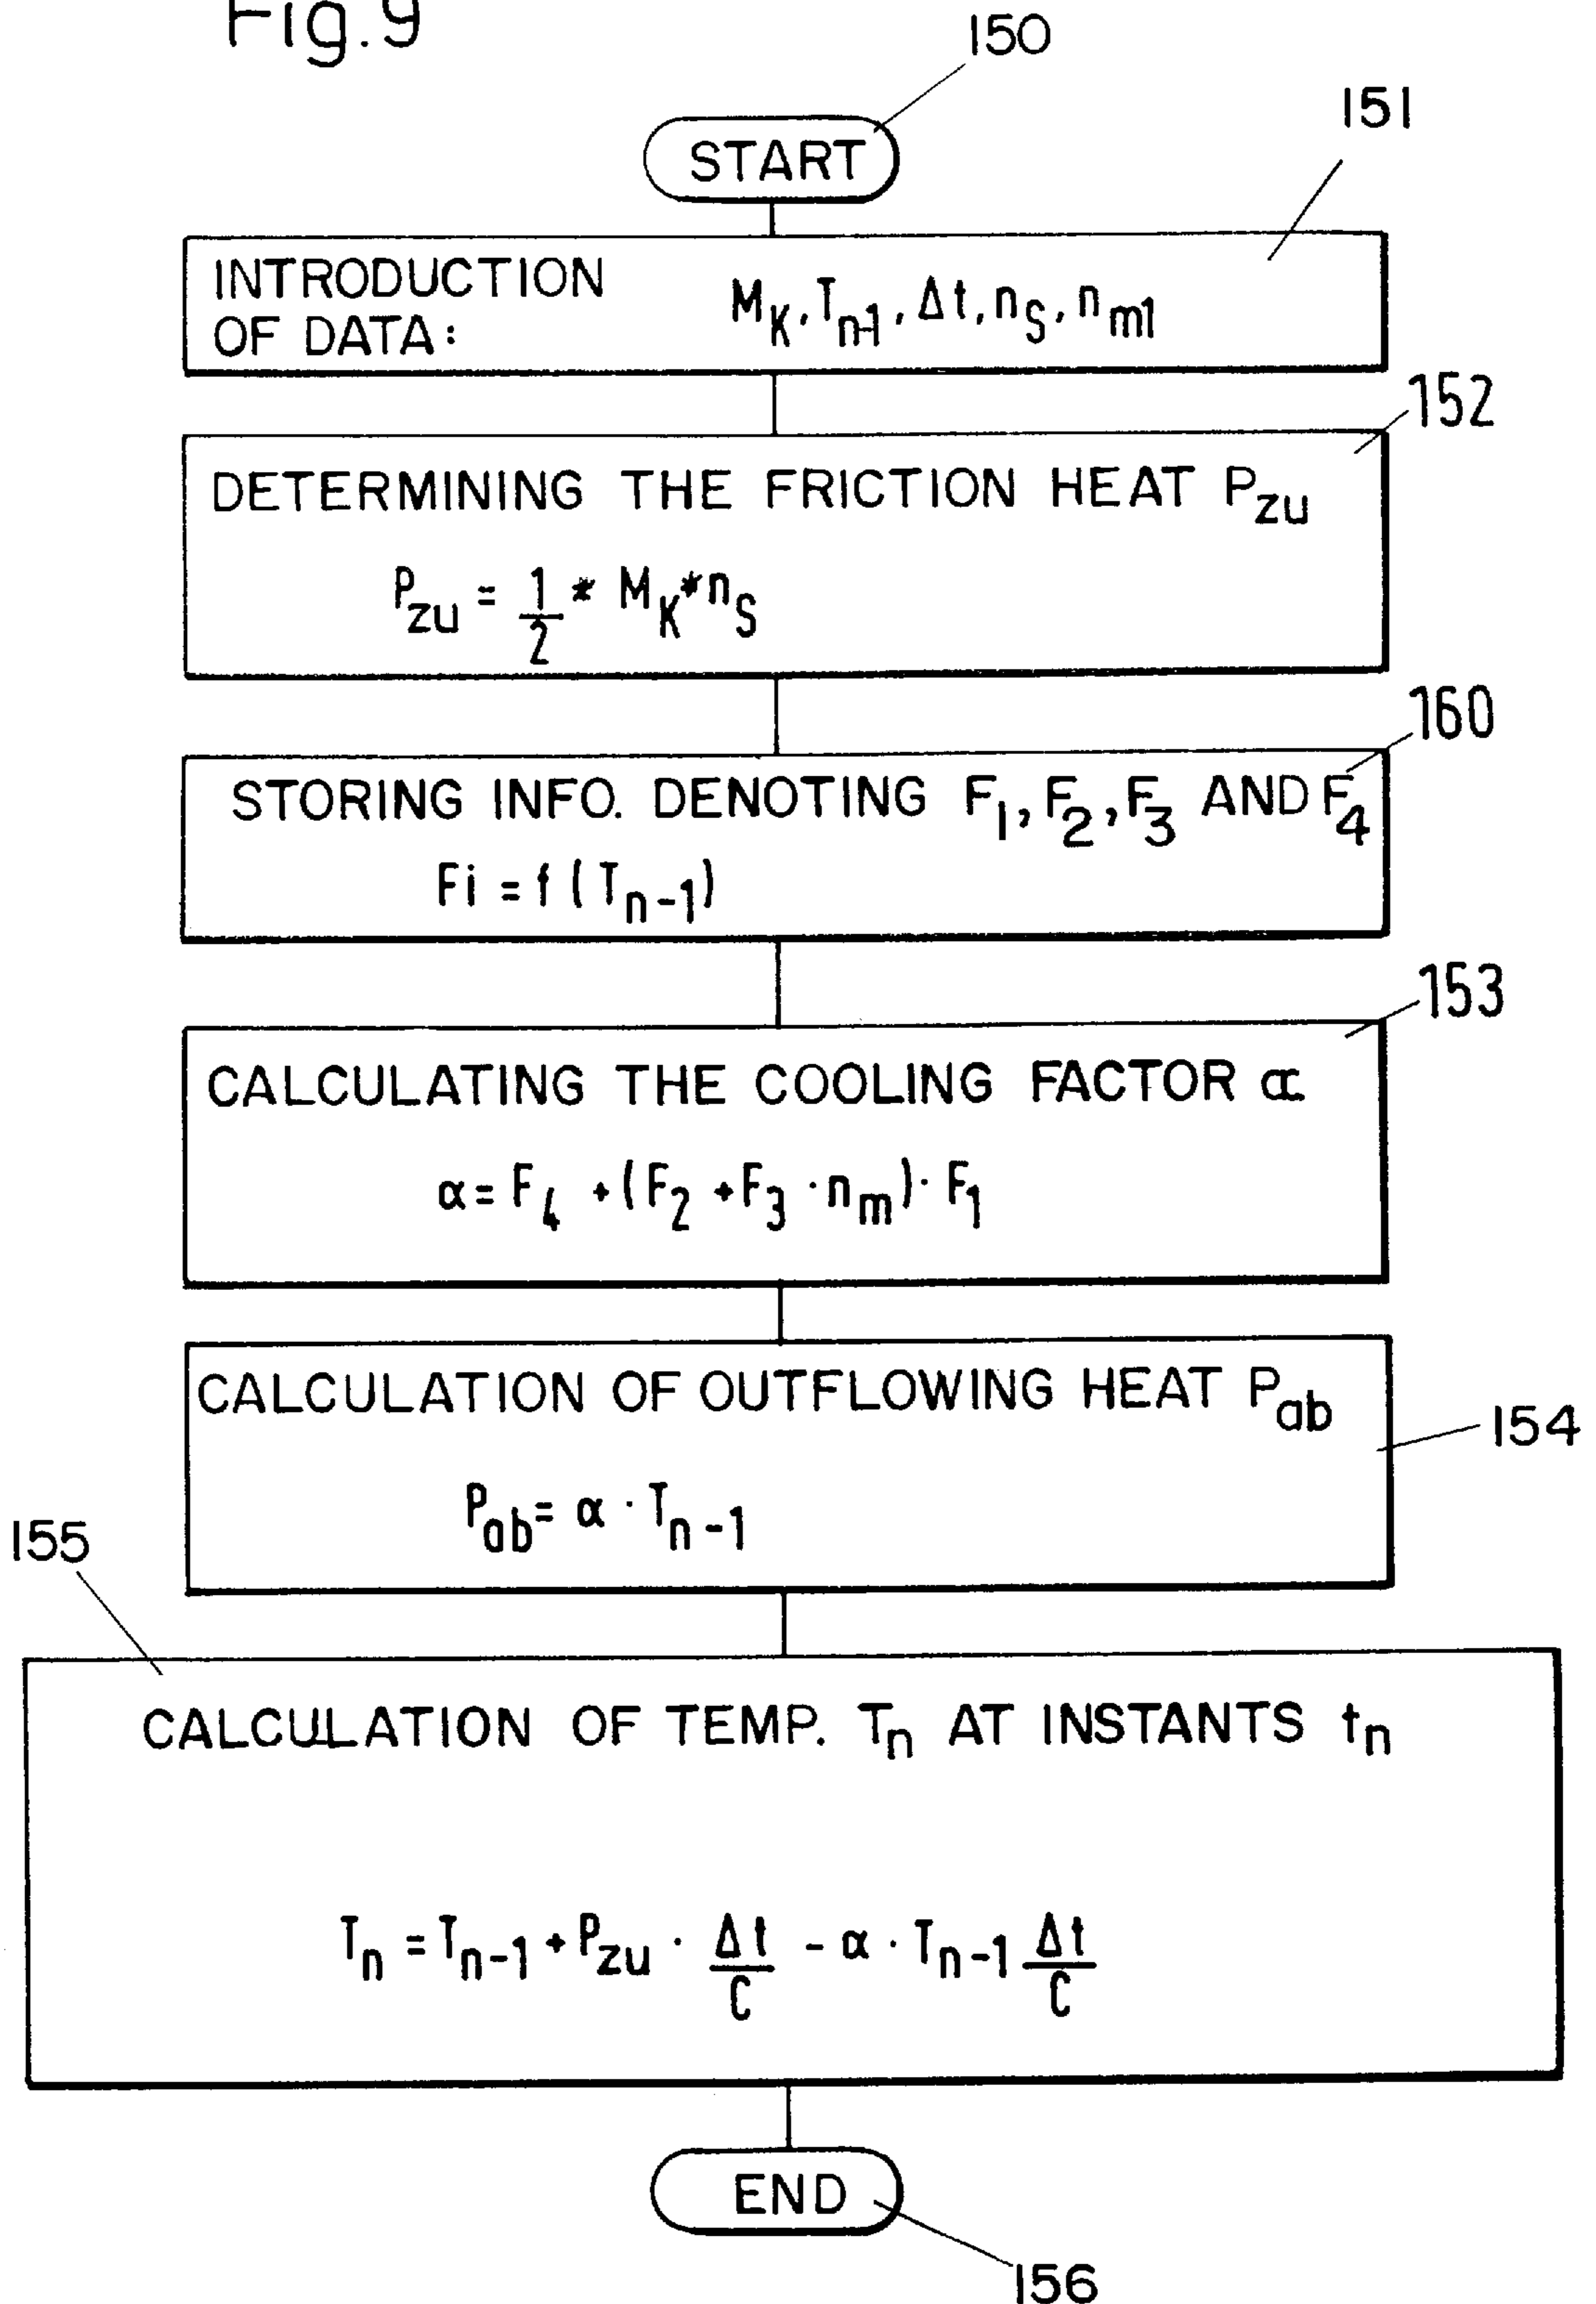 Fig.9
150
START
151
INTRODUCTION
OF DATA: M_K, T_n-1, Δt, n_S, n_m1
152
DETERMINING THE FRICTION HEAT P_zu
P_zu = 1/2 * M_K * n_S
160
STORING INFO. DENOTING F_1, F_2, F_3 AND F_4
Fi = f(T_n-1)
153
CALCULATING THE COOLING FACTOR α
α = F_4 + (F_2 + F_3 · n_m) · F_1
CALCULATION OF OUTFLOWING HEAT P_ab
154
P_ab = α · T_n-1
155
CALCULATION OF TEMP. T_n AT INSTANTS t_n
T_n = T_n-1 + P_zu · Δt/C - α · T_n-1 Δt/C
END
156